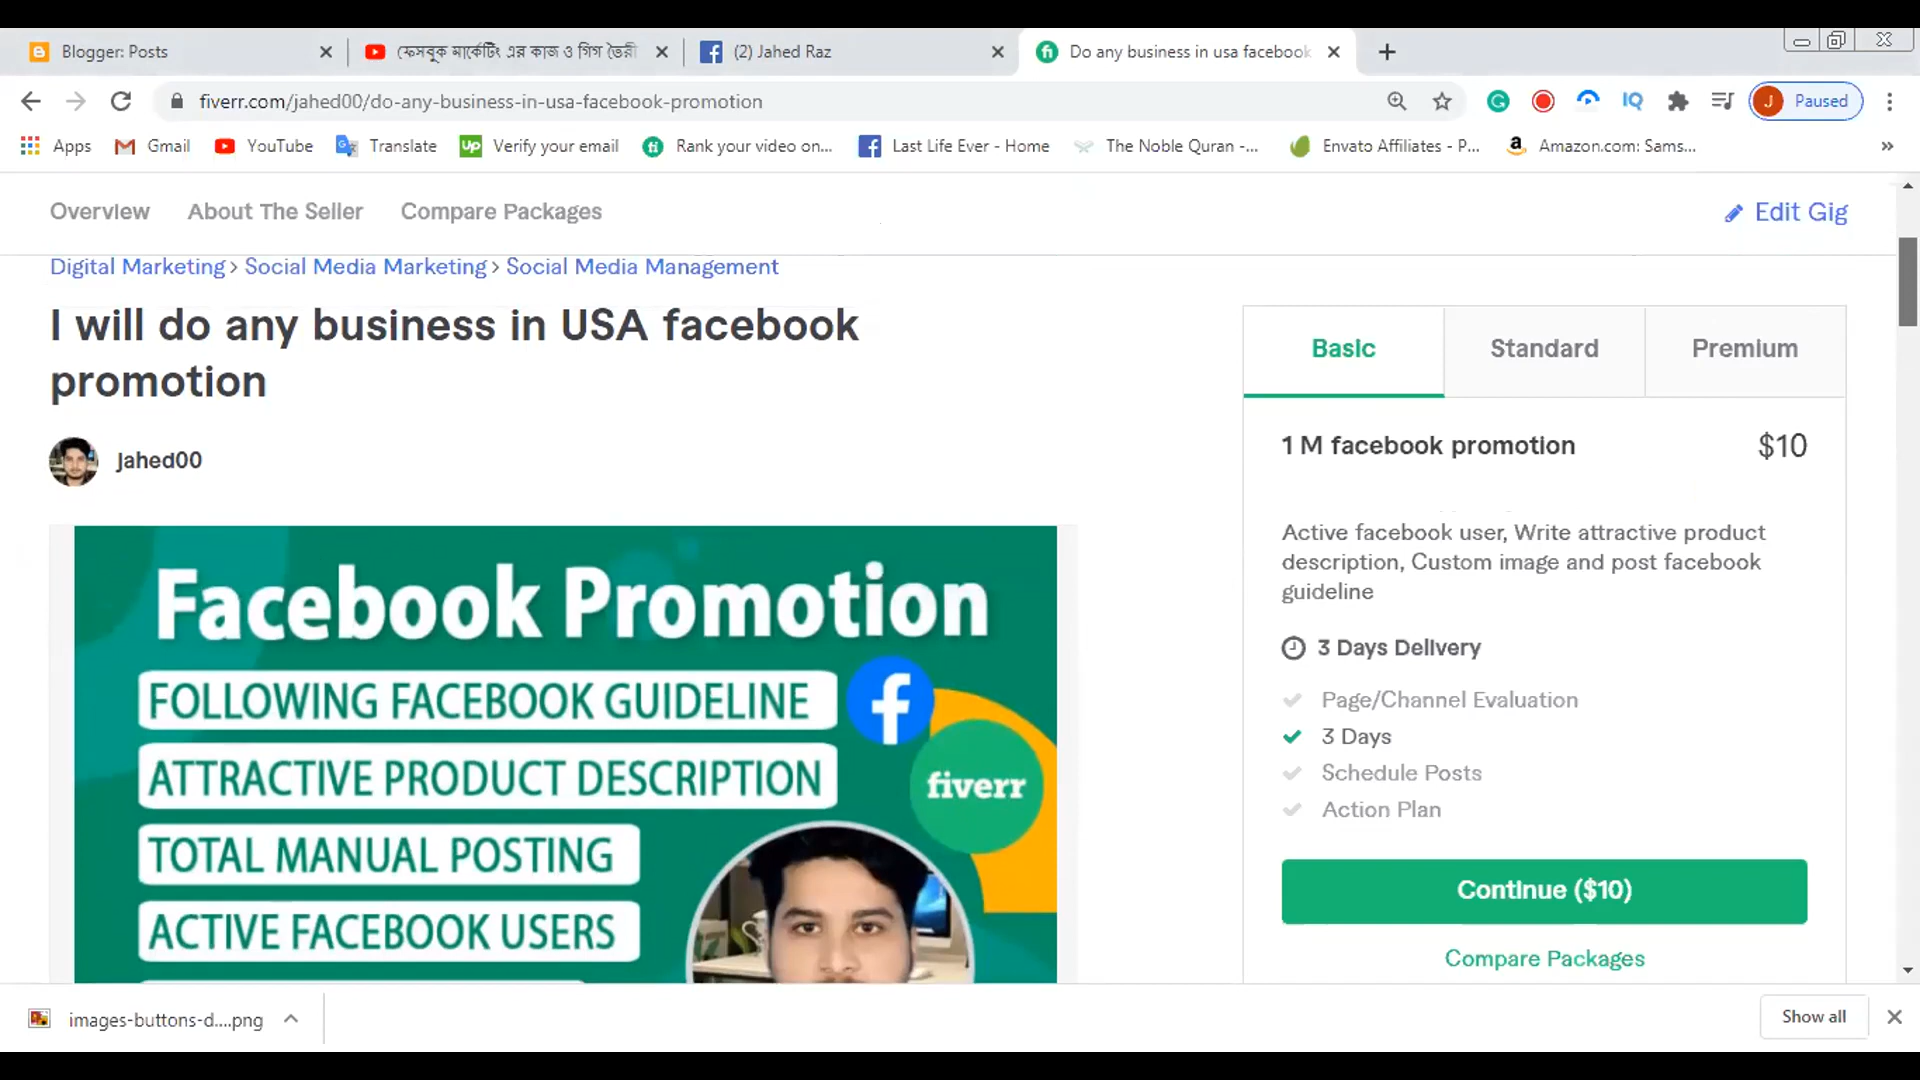 Blogger: Posts
ফেসবুক মার্কেটিং এর কাজ ও গিগ তৈরী
(2) Jahed Raz
Do any business in usa facebook
fiverr.com/jahed00/do-any-business-in-usa-facebook-promotion
IQ
J
Paused
Apps
Gmail
YouTube
Translate
Up
Verify your email
fi
Rank your video on...
Last Life Ever - Home
The Noble Quran -...
Envato Affiliates - P...
Amazon.com: Sams...
»
Overview
About The Seller
Compare Packages
Edit Gig
Digital Marketing > Social Media Marketing > Social Media Management
I will do any business in USA facebook
promotion
Jahed00
Basic
Standard
Premium
1 M facebook promotion
$10
Active facebook user, Write attractive product
description, Custom image and post facebook
guideline
3 Days Delivery
Page/Channel Evaluation
3 Days
Schedule Posts
Action Plan
Continue ($10)
Compare Packages
Facebook Promotion
FOLLOWING FACEBOOK GUIDELINE
f
ATTRACTIVE PRODUCT DESCRIPTION
fiverr
TOTAL MANUAL POSTING
ACTIVE FACEBOOK USERS
images-buttons-d....png
Show all